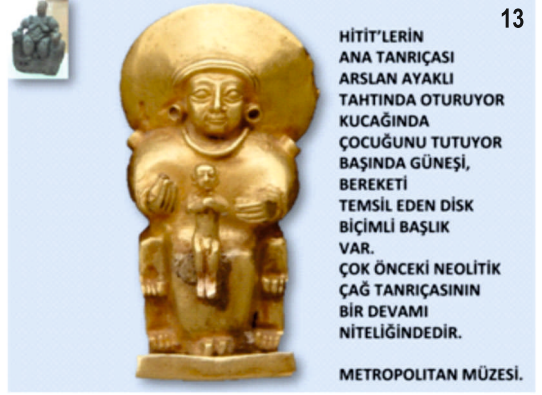 13
HİTİT'LERİN
ANA TANRIÇASI
ARSLAN AYAKLI
TAHTINDA OTURUYOR
KUCAĞINDA
ÇOCUĞUNU TUTUYOR
BAŞINDA GÜNEŞİ,
BEREKETİ
TEMSİL EDEN DİSK
BİÇİMLİ BAŞLIK
VAR.
ÇOK ÖNCEKİ NEOLİTİK
ÇAĞ TANRIÇASININ
BİR DEVAMI
NİTELİĞİNDEDİR.
METROPOLITAN MÜZESİ.